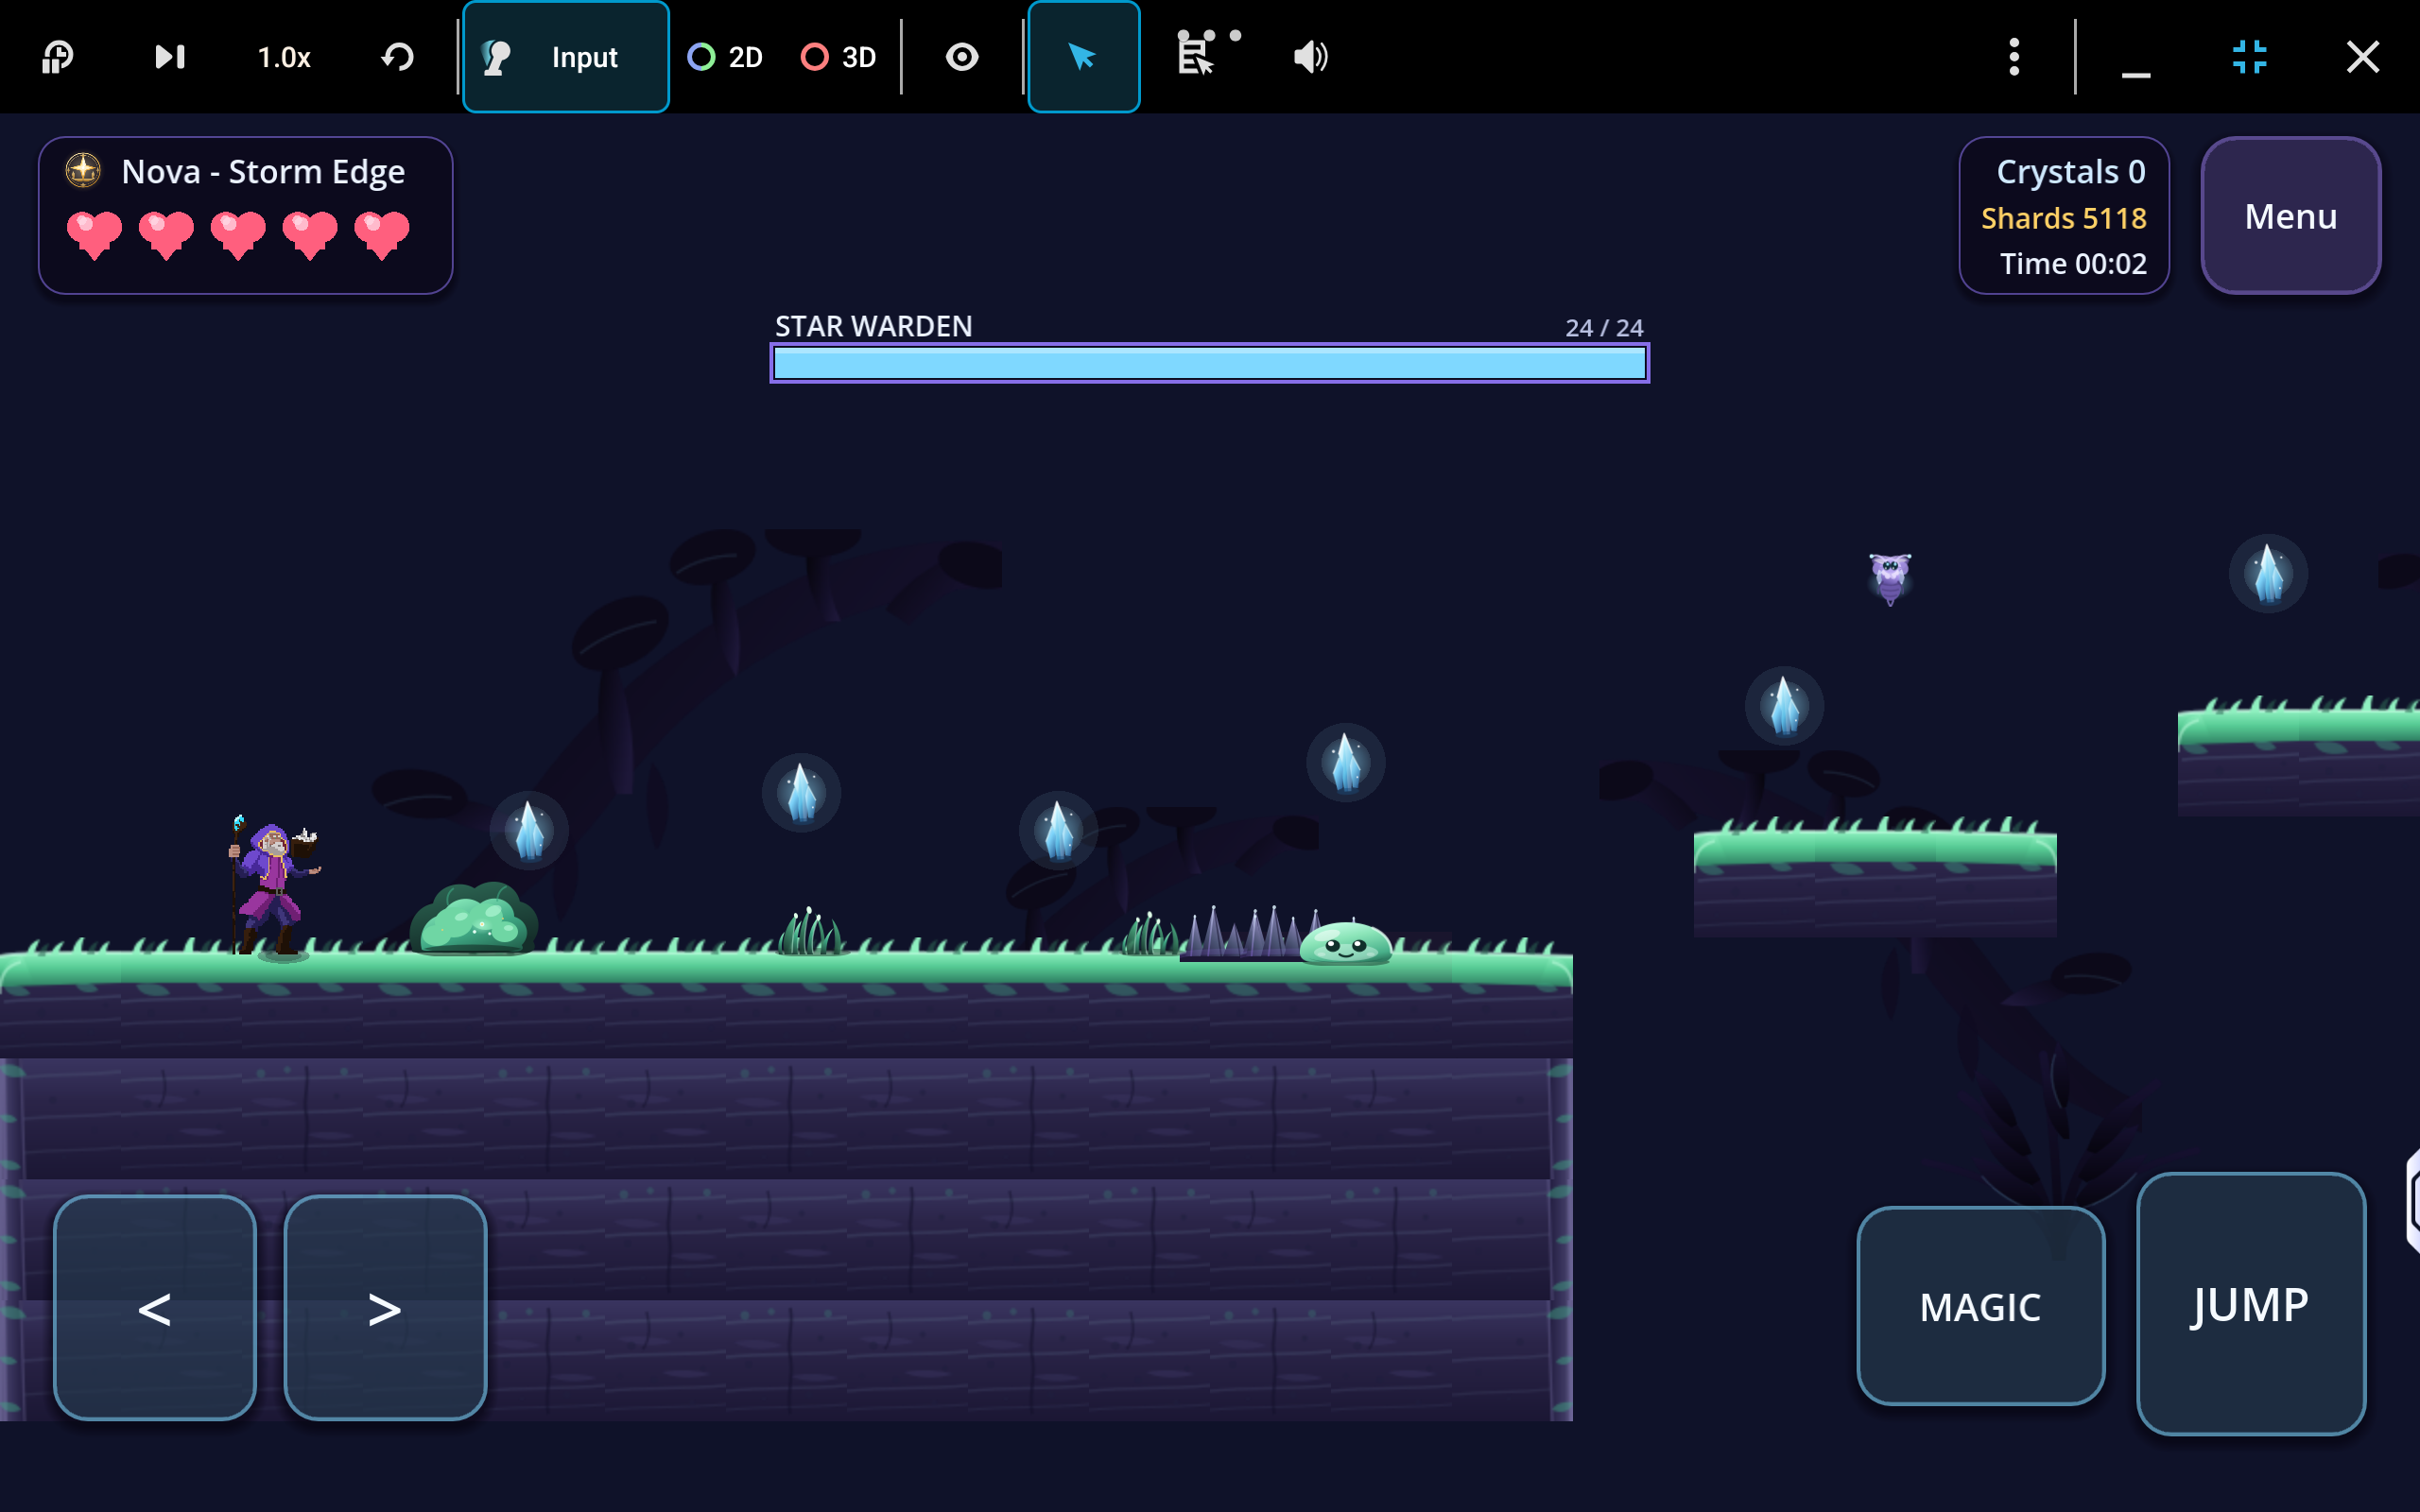 1.0x
Input
2D
3D
Nova - Storm Edge
Crystals 0
Shards 5118
Time 00:02
Menu
STAR WARDEN
24 / 24
<
>
MAGIC
JUMP